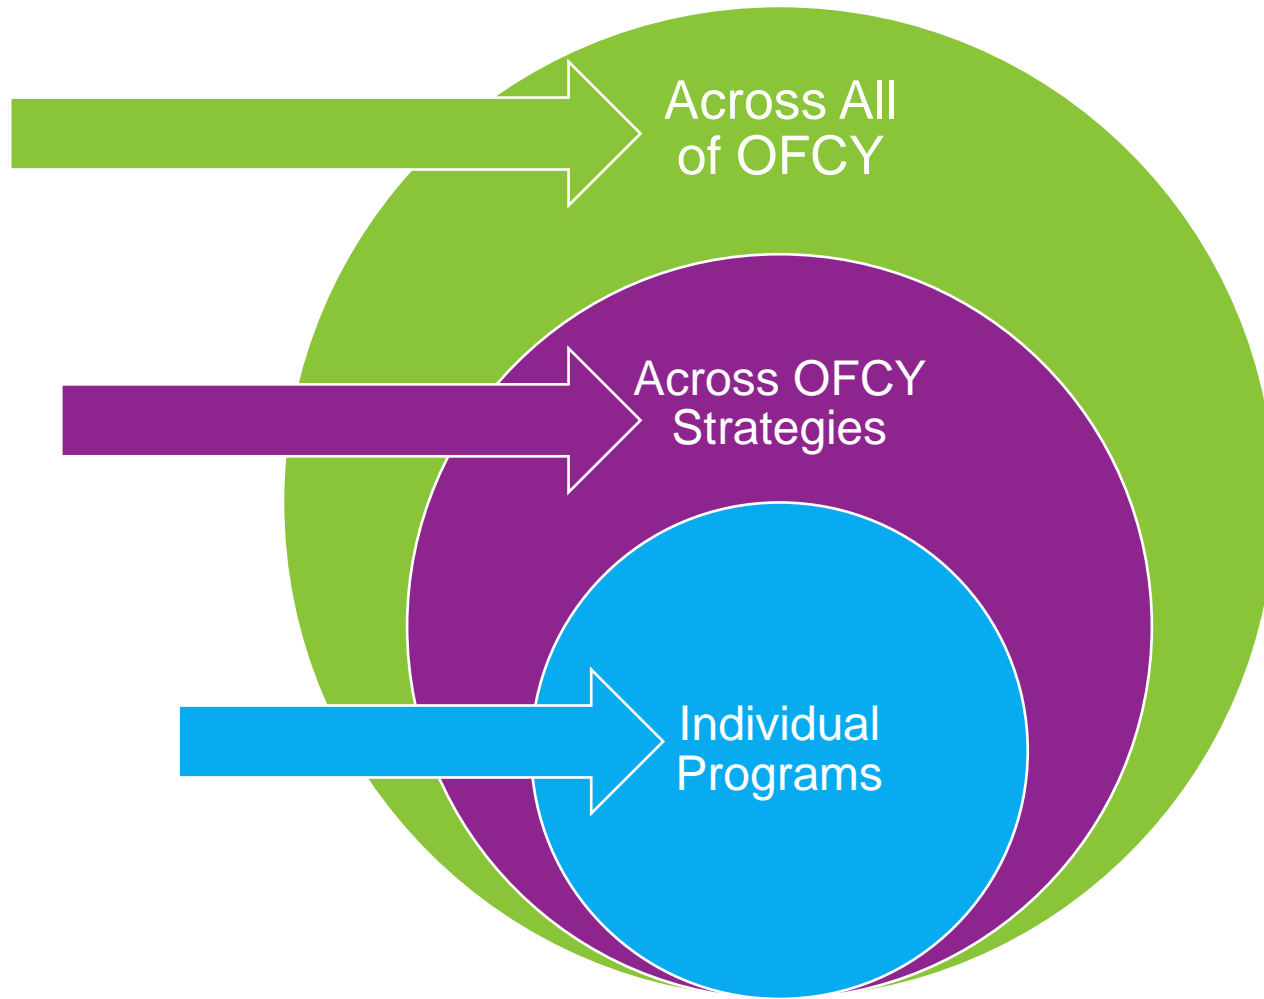 Across All
of OFCY
Across OFCY
Strategies
Individual
Programs